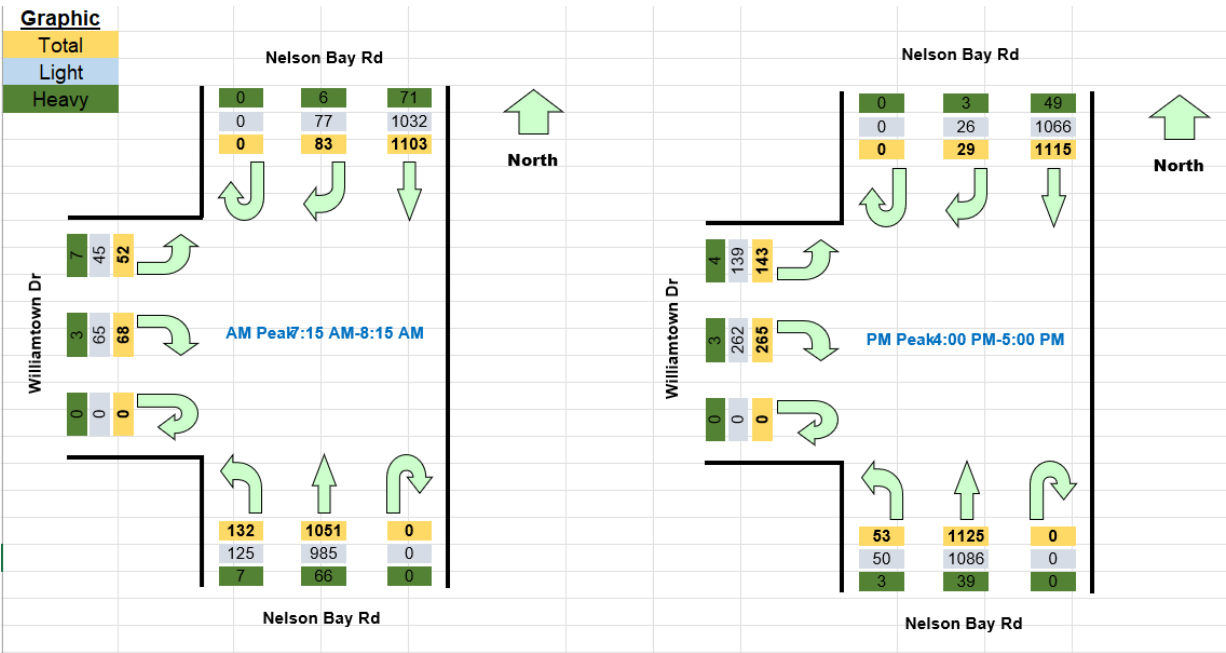 Graphic
Total
Light
Heavy
Nelson Bay Rd
0 6 71
0 77 1032
0 83 1103
North
7 45 52
3 65 68
0 0 0
Williamtown Dr
AM Peak7:15 AM-8:15 AM
132 1051 0
125 985 0
7 66 0
Nelson Bay Rd
Nelson Bay Rd
0 3 49
0 26 1066
0 29 1115
North
4 139 143
3 262 265
0 0 0
Williamtown Dr
PM Peak4:00 PM-5:00 PM
53 1125 0
50 1086 0
3 39 0
Nelson Bay Rd